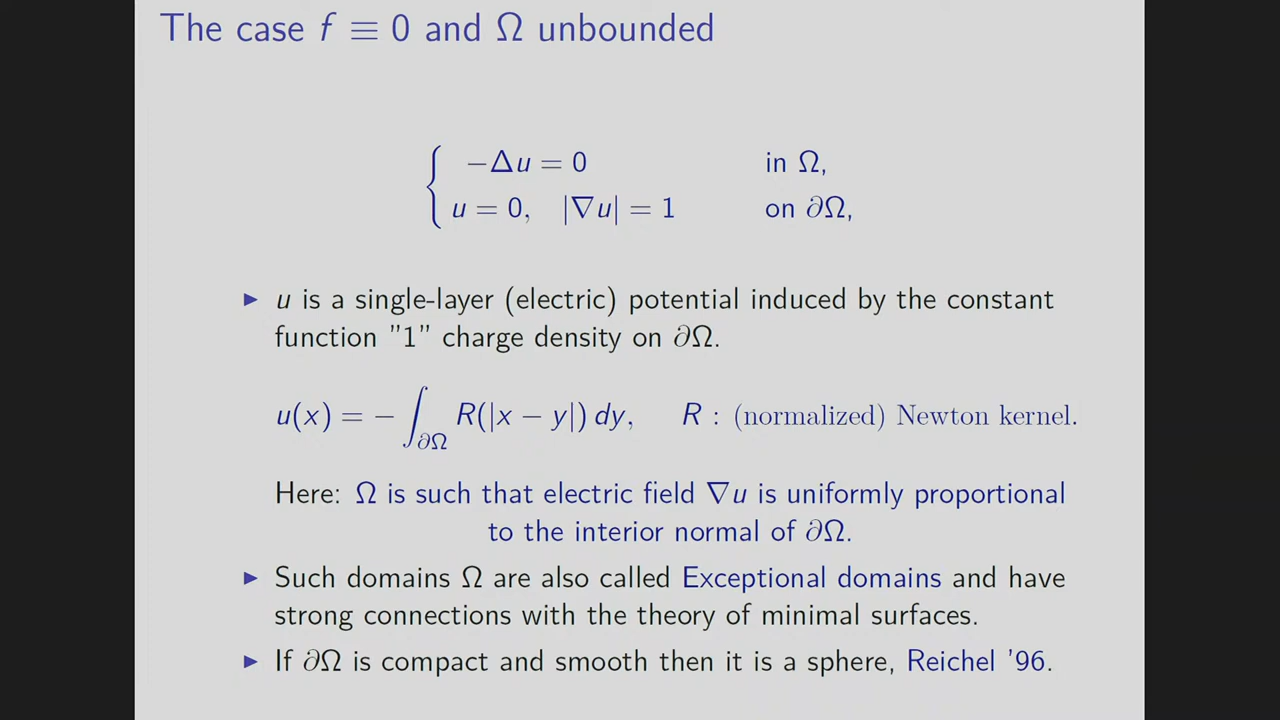 The case f ≡ 0 and Ω unbounded
−Δu = 0 in Ω,
u = 0, |∇u| = 1 on ∂Ω,
▶ u is a single-layer (electric) potential induced by the constant
function "1" charge density on ∂Ω.
u(x) = − ∫_{∂Ω} R(|x − y|) dy, R : (normalized) Newton kernel.
Here: Ω is such that electric field ∇u is uniformly proportional
to the interior normal of ∂Ω.
▶ Such domains Ω are also called Exceptional domains and have
strong connections with the theory of minimal surfaces.
▶ If ∂Ω is compact and smooth then it is a sphere, Reichel '96.